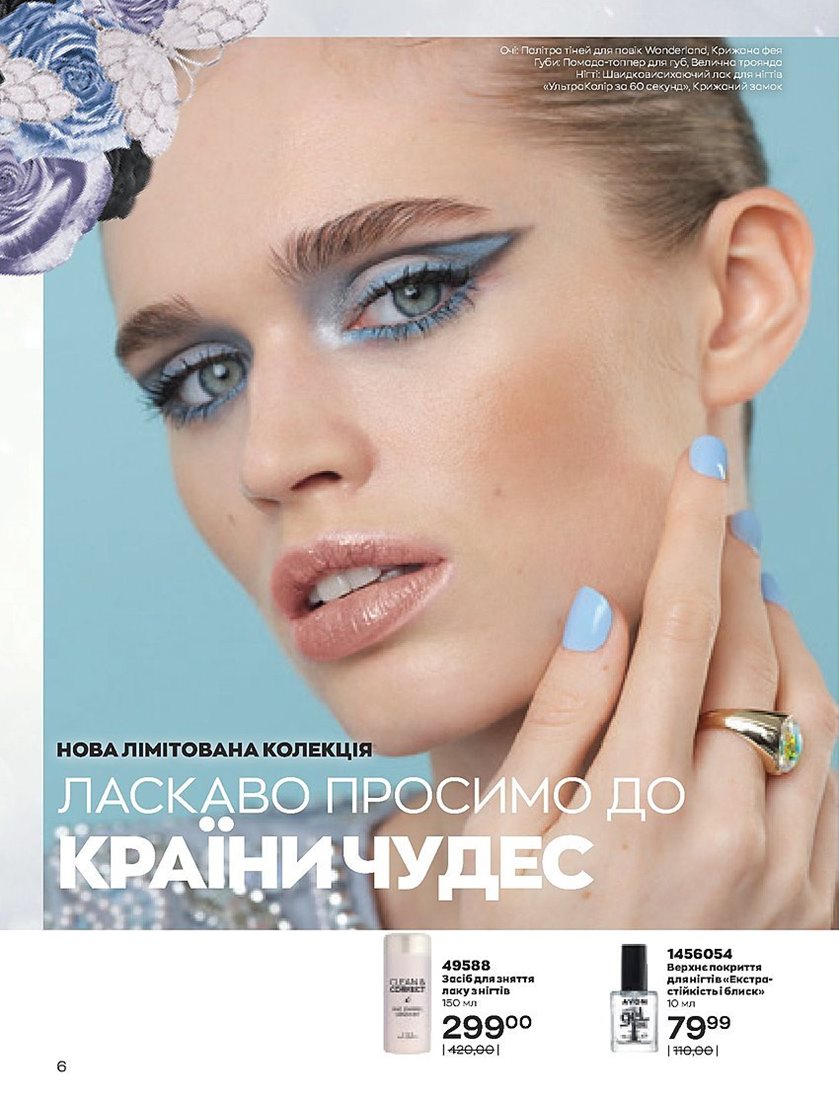 Очі: Палітра тіней для повік Wonderland, Крижана фея
Губи: Помада-топпер для губ, Велична троянда
Нігті: Швидковисихаючий лак для нігтів
«УльтраКолір за 60 секунд», Крижаний замок
НОВА ЛІМІТОВАНА КОЛЕКЦІЯ
ЛАСКАВО ПРОСИМО ДО
КРАЇНИ ЧУДЕС
CLEAN &
CORRECT
49588
Засіб для зняття
лаку з нігтів
150 мл
29900
|420,00|
AVON
gel
1456054
Верхнє покриття
для нігтів «Екстра-
стійкість і блиск»
10 мл
7999
|110,00|
6